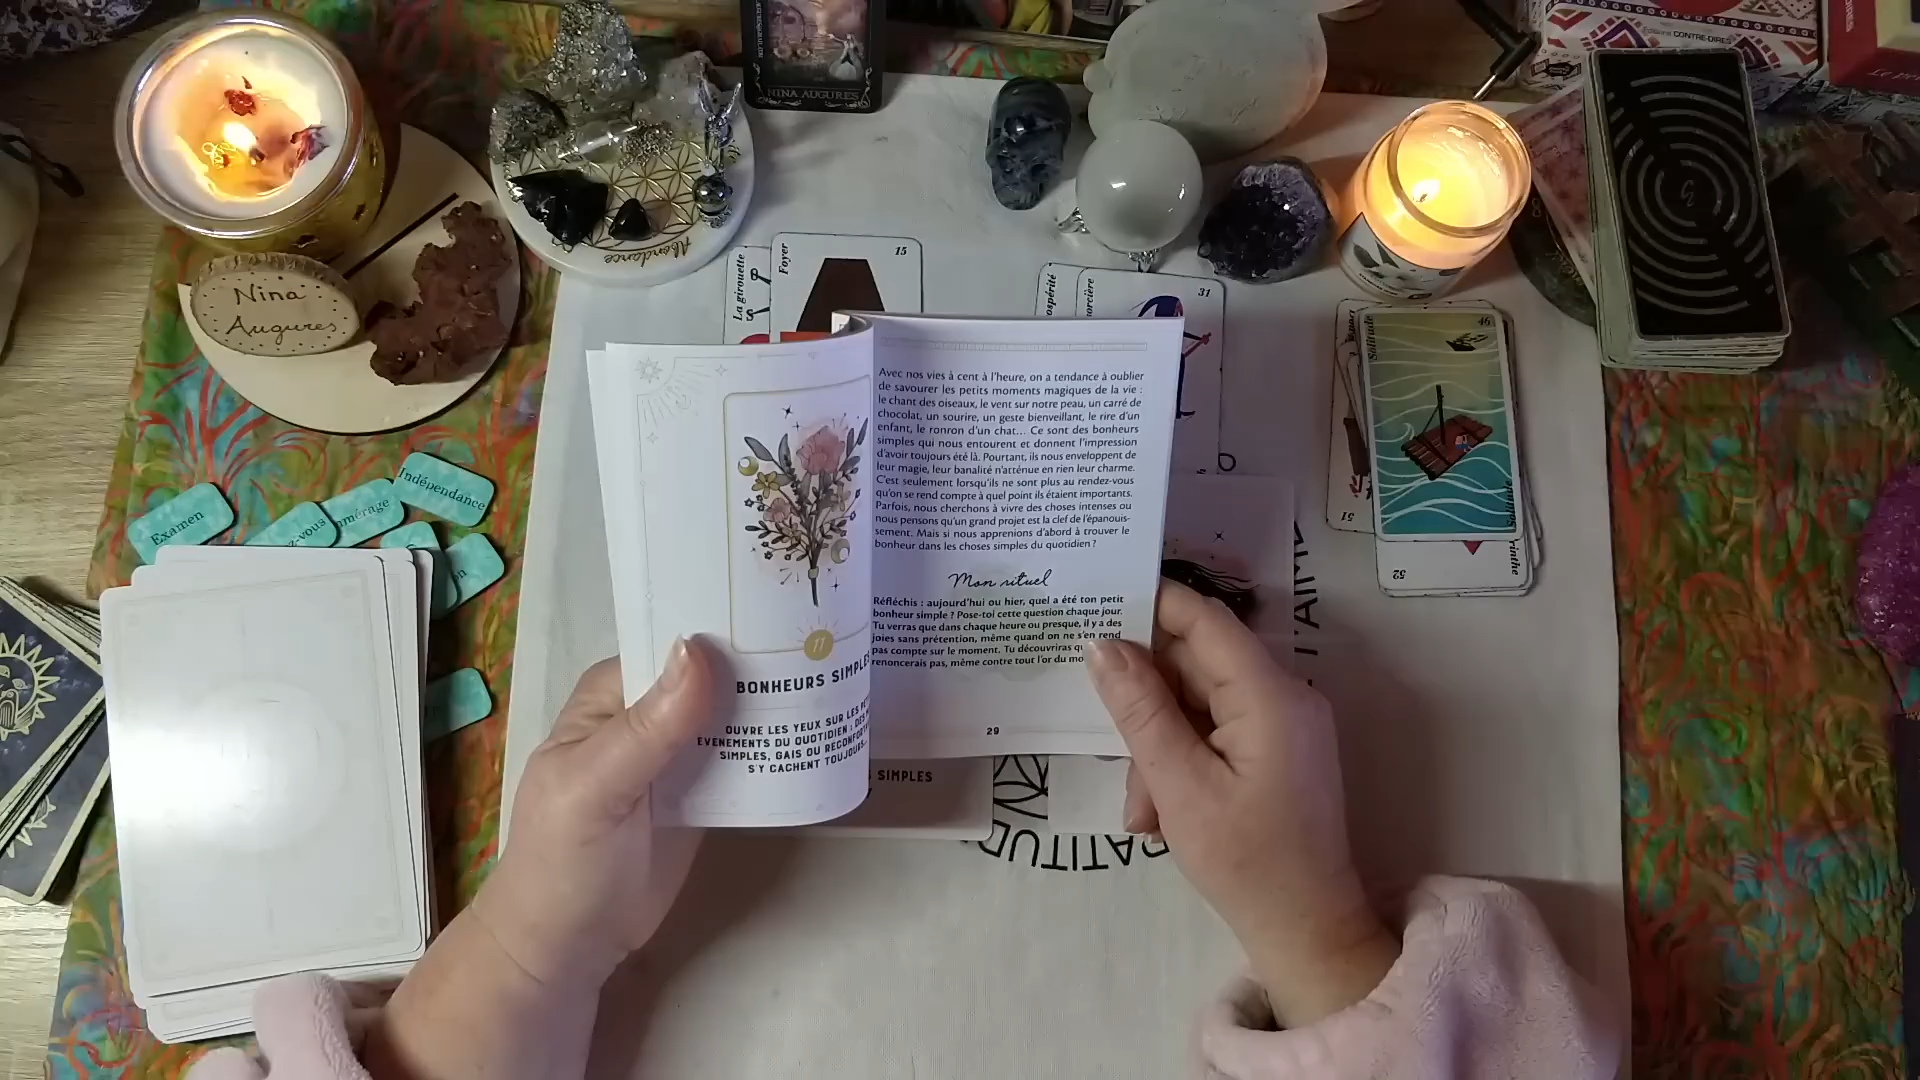 NINA AUGURES
Éditions CONTRE-DIRES
Nina
Augures
Abondance
La girouette
Foyer
15
31
Solitude
46
Solitude
51
52
Indépendance
Examen
BONHEURS SIMPLES
11
OUVRE LES YEUX SUR LES
EVENEMENTS DU QUOTIDIEN :
SIMPLES, GAIS OU
S'Y CACHENT TOUJOURS...
Avec nos vies à cent à l'heure, on a tendance à oublier
de savourer les petits moments magiques de la vie :
le chant des oiseaux, le vent sur notre peau, un carré de
chocolat, un sourire, un geste bienveillant, le rire d'un
enfant, le ronron d'un chat... Ce sont des bonheurs
simples qui nous entourent et donnent l'impression
d'avoir toujours été là. Pourtant, ils nous enveloppent de
leur magie, leur banalité n'atténue en rien leur charme.
C'est seulement lorsqu'ils ne sont plus au rendez-vous
qu'on se rend compte à quel point ils étaient importants.
Parfois, nous cherchons à vivre des choses intenses ou
nous pensons qu'un grand projet est la clef de l'épanouis-
sement. Mais si nous apprenions d'abord à trouver le
bonheur dans les choses simples du quotidien ?
Mon rituel
Réfléchis : aujourd'hui ou hier, quel a été ton petit
bonheur simple ? Pose-toi cette question chaque jour.
Tu verras que dans chaque heure ou presque, il y a des
joies sans prétention, même quand on ne s'en rend
pas compte sur le moment. Tu découvriras
renoncerais pas, même contre tout l'or du
29
SIMPLES